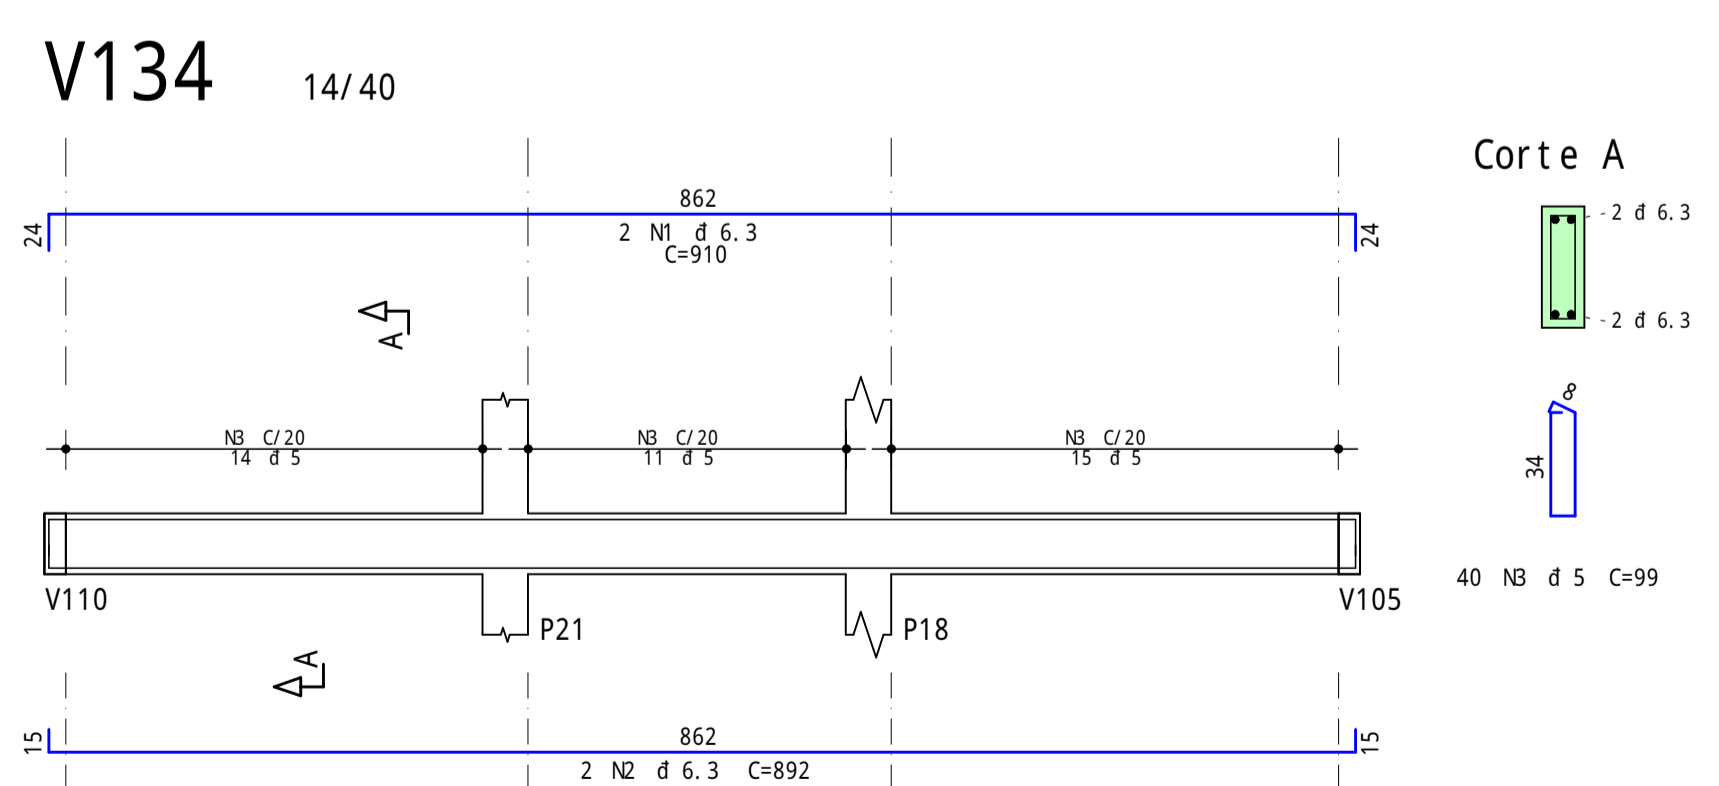 V134 14/40
Corte A
862
2 N1 đ 6.3
C=910
24
24
2 đ 6.3
2 đ 6.3
A
8
N3 C/20
14 đ 5
N3 C/20
11 đ 5
N3 C/20
15 đ 5
34
40 N3 đ 5 C=99
V110
P21
P18
V105
A
862
15
15
2 N2 đ 6.3 C=892